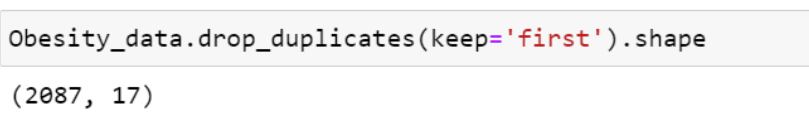 Obesity_data.drop_duplicates(keep='first').shape
(2087, 17)